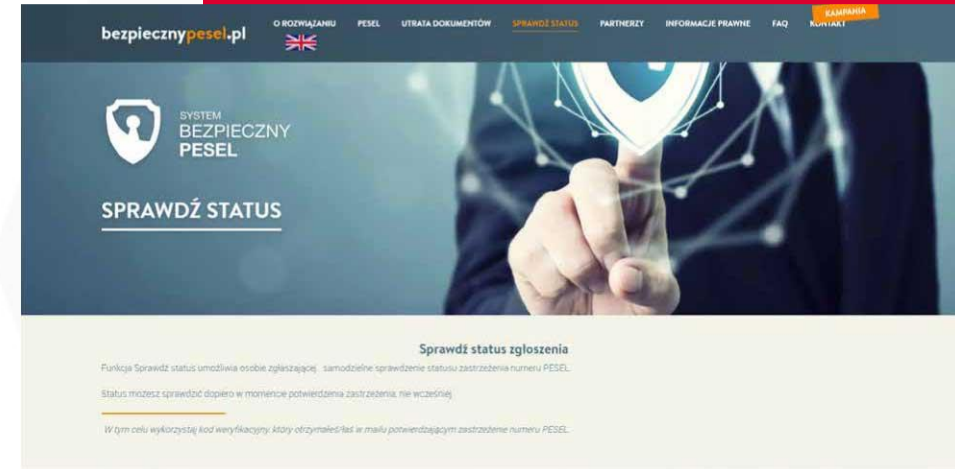 KAMPANIA
bezpiecznypesel.pl O ROZWIĄZANIU PESEL UTRATA DOKUMENTÓW SPRAWDŹ STATUS PARTNERZY INFORMACJE PRAWNE FAQ KONTAKT
SYSTEM
BEZPIECZNY
PESEL
SPRAWDŹ STATUS
Sprawdź status zgłoszenia
Funkcja Sprawdź status umożliwia osobie zgłaszającej samodzielne sprawdzenie statusu zastrzeżenia numeru PESEL.
Status możesz sprawdzić dopiero w momencie potwierdzenia zastrzeżenia, nie wcześniej.
W tym celu wykorzystaj kod weryfikacyjny, który otrzymałeś/łaś w mailu potwierdzającym zastrzeżenie numeru PESEL.